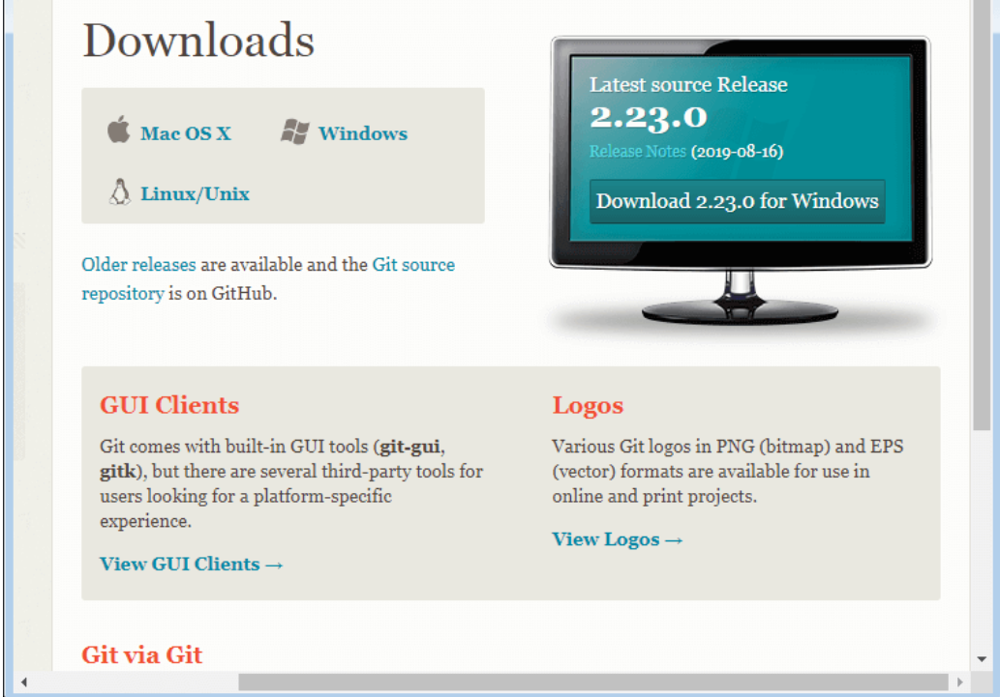 Downloads
Mac OS X
Windows
Linux/Unix
Older releases are available and the Git source
repository is on GitHub.
Latest source Release
2.23.0
Release Notes (2019-08-16)
Download 2.23.0 for Windows
GUI Clients
Git comes with built-in GUI tools (git-gui,
gitk), but there are several third-party tools for
users looking for a platform-specific
experience.
View GUI Clients →
Logos
Various Git logos in PNG (bitmap) and EPS
(vector) formats are available for use in
online and print projects.
View Logos →
Git via Git